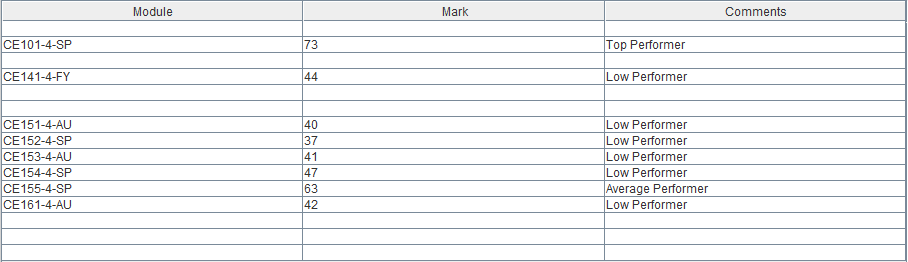 Module Mark Comments
CE101-4-SP 73 Top Performer
CE141-4-FY 44 Low Performer
CE151-4-AU 40 Low Performer
CE152-4-SP 37 Low Performer
CE153-4-AU 41 Low Performer
CE154-4-SP 47 Low Performer
CE155-4-SP 63 Average Performer
CE161-4-AU 42 Low Performer